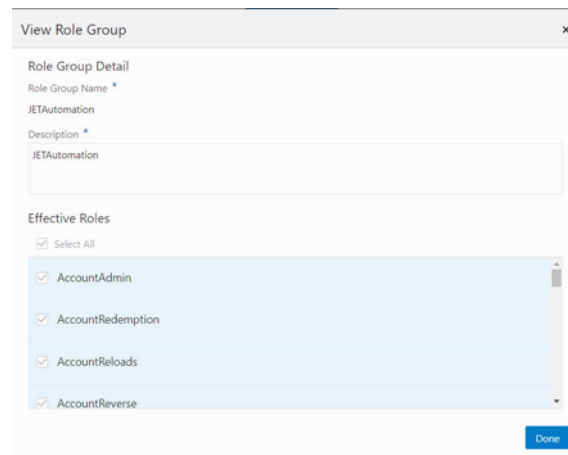 View Role Group
Role Group Detail
Role Group Name *
JETAutomation
Description *
JETAutomation
Effective Roles
Select All
AccountAdmin
AccountRedemption
AccountReloads
AccountReverse
Done